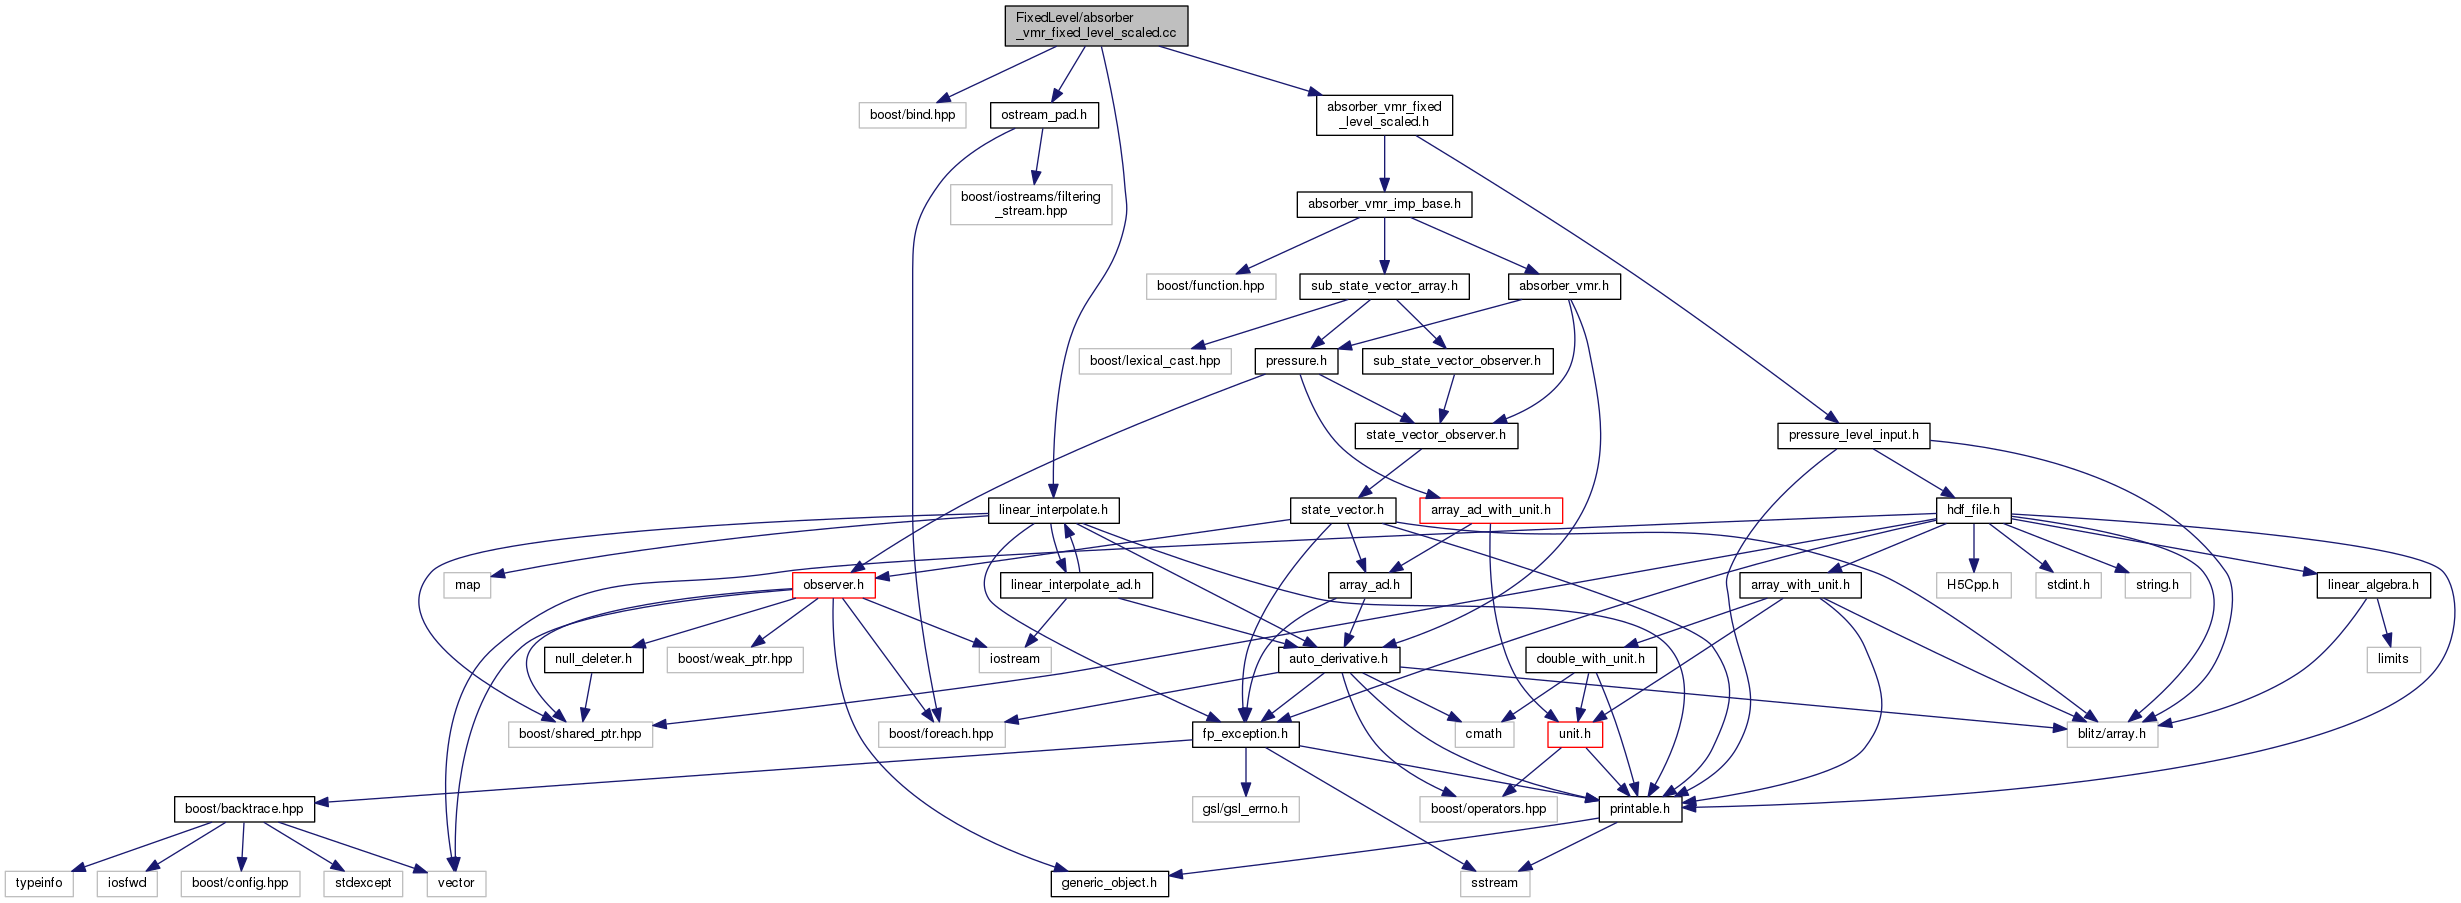 FixedLevel/absorber
_vmr_fixed_level_scaled.cc
boost/bind.hpp
ostream_pad.h
absorber_vmr_fixed
_level_scaled.h
boost/iostreams/filtering
_stream.hpp
absorber_vmr_imp_base.h
boost/function.hpp
sub_state_vector_array.h
absorber_vmr.h
boost/lexical_cast.hpp
pressure.h
sub_state_vector_observer.h
state_vector_observer.h
pressure_level_input.h
linear_interpolate.h
state_vector.h
array_ad_with_unit.h
hdf_file.h
map
observer.h
linear_interpolate_ad.h
array_ad.h
array_with_unit.h
H5Cpp.h
stdint.h
string.h
linear_algebra.h
null_deleter.h
boost/weak_ptr.hpp
iostream
auto_derivative.h
double_with_unit.h
limits
boost/shared_ptr.hpp
boost/foreach.hpp
fp_exception.h
cmath
unit.h
blitz/array.h
boost/backtrace.hpp
gsl/gsl_errno.h
boost/operators.hpp
printable.h
typeinfo
iosfwd
boost/config.hpp
stdexcept
vector
generic_object.h
sstream